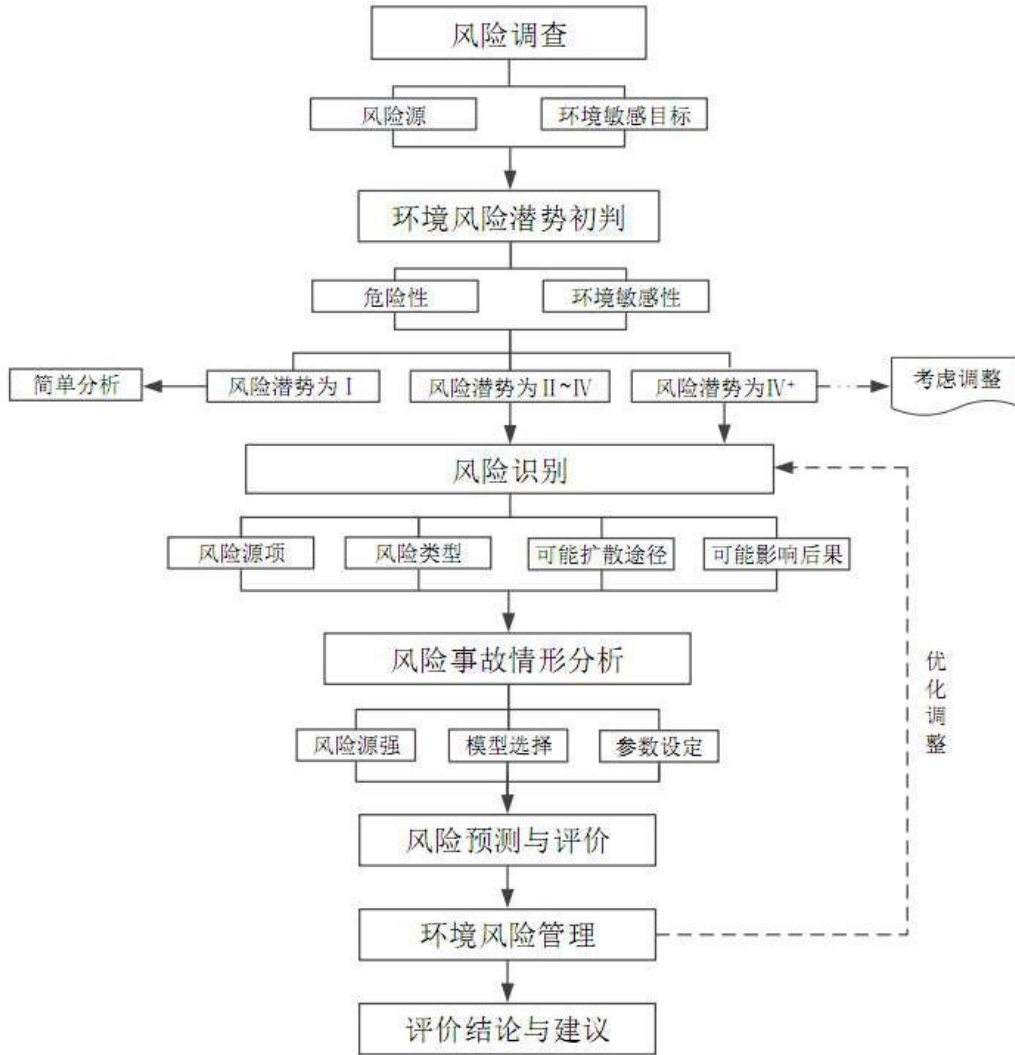 风险调查
风险源
环境敏感目标
环境风险潜势初判
危险性
环境敏感性
简单分析
风险潜势为Ⅰ
风险潜势为Ⅱ~Ⅳ
风险潜势为Ⅳ⁺
考虑调整
风险识别
风险源项
风险类型
可能扩散途径
可能影响后果
风险事故情形分析
优化调整
风险源强
模型选择
参数设定
风险预测与评价
环境风险管理
评价结论与建议